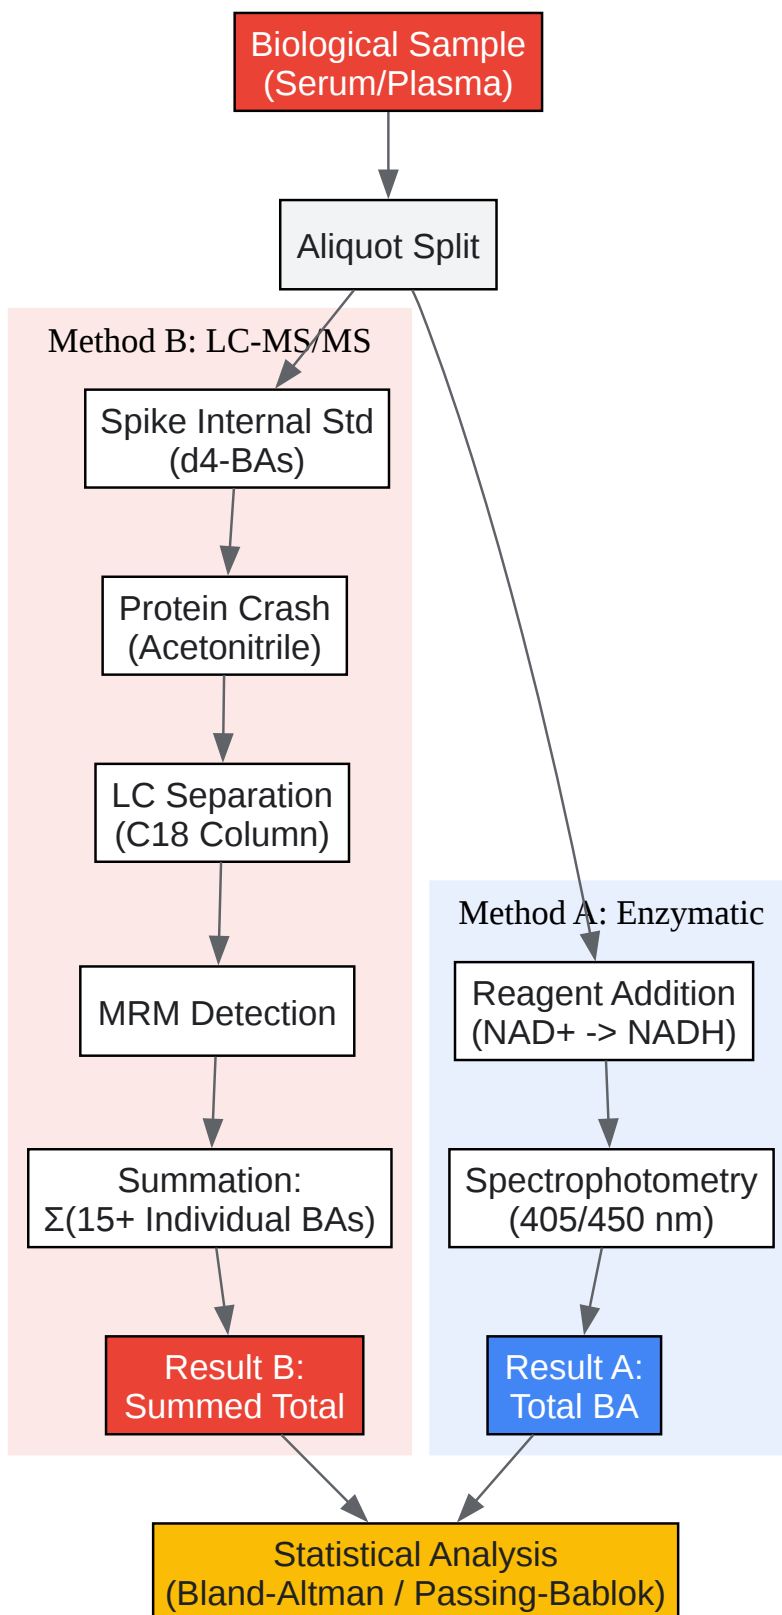 Biological Sample
(Serum/Plasma)
Aliquot Split
Method B: LC-MS/MS
Spike Internal Std
(d4-BAs)
Protein Crash
(Acetonitrile)
LC Separation
(C18 Column)
MRM Detection
Summation:
Σ(15+ Individual BAs)
Result B:
Summed Total
Method A: Enzymatic
Reagent Addition
(NAD+ -> NADH)
Spectrophotometry
(405/450 nm)
Result A:
Total BA
Statistical Analysis
(Bland-Altman / Passing-Bablok)